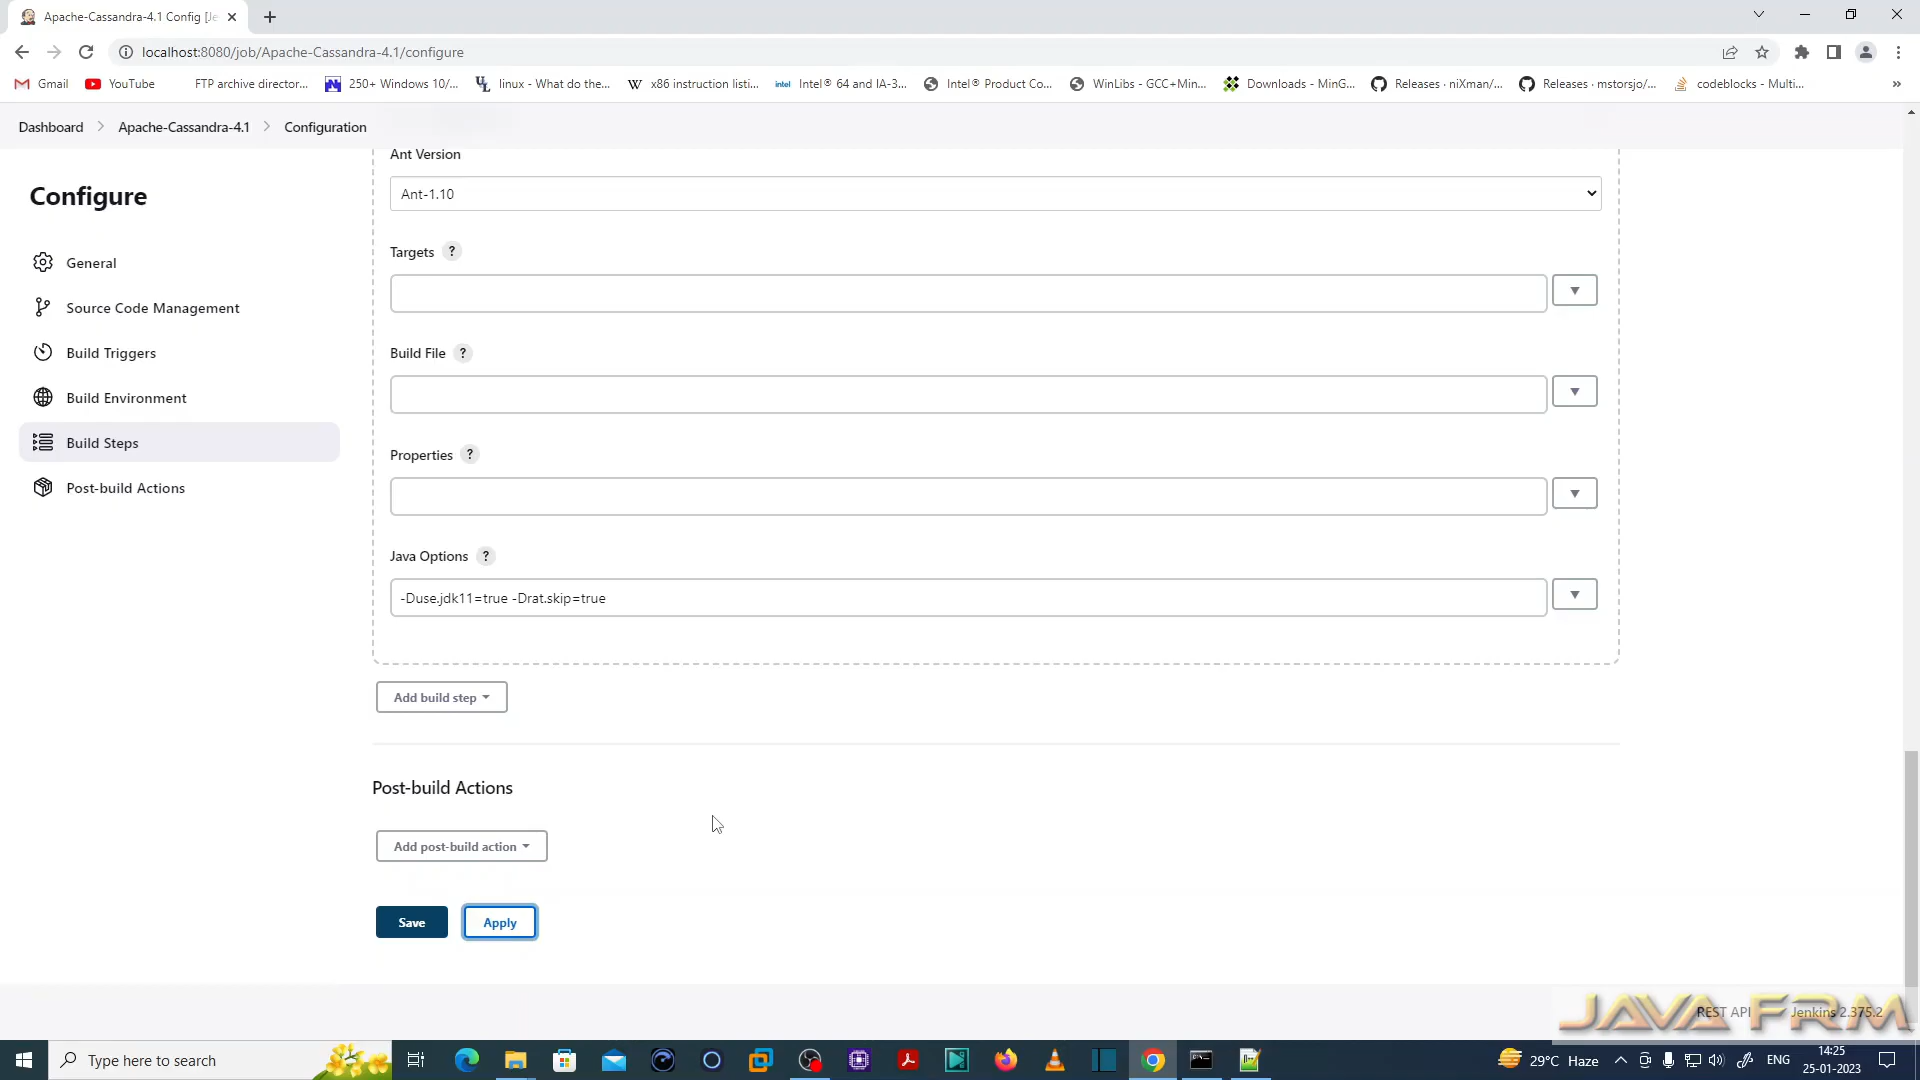 Apache-Cassandra-4.1 Config [Je
localhost:8080/job/Apache-Cassandra-4.1/configure
Gmail YouTube FTP archive director... 250+ Windows 10/... linux - What do the... x86 instruction listi... Intel® 64 and IA-3... Intel® Product Co... WinLibs - GCC+Min... Downloads - MinG... Releases · niXman/... Releases · mstorsjo/... codeblocks - Multi... »
Dashboard Apache-Cassandra-4.1 Configuration
Configure
General
Source Code Management
Build Triggers
Build Environment
Build Steps
Post-build Actions
Ant Version
Ant-1.10
Targets ?
Build File ?
Properties ?
Java Options ?
-Duse.jdk11=true -Drat.skip=true
Add build step
Post-build Actions
Add post-build action
Save Apply
REST API Jenkins 2.375.2
JAVA FRM
Type here to search
29°C Haze
ENG
14:25
25-01-2023